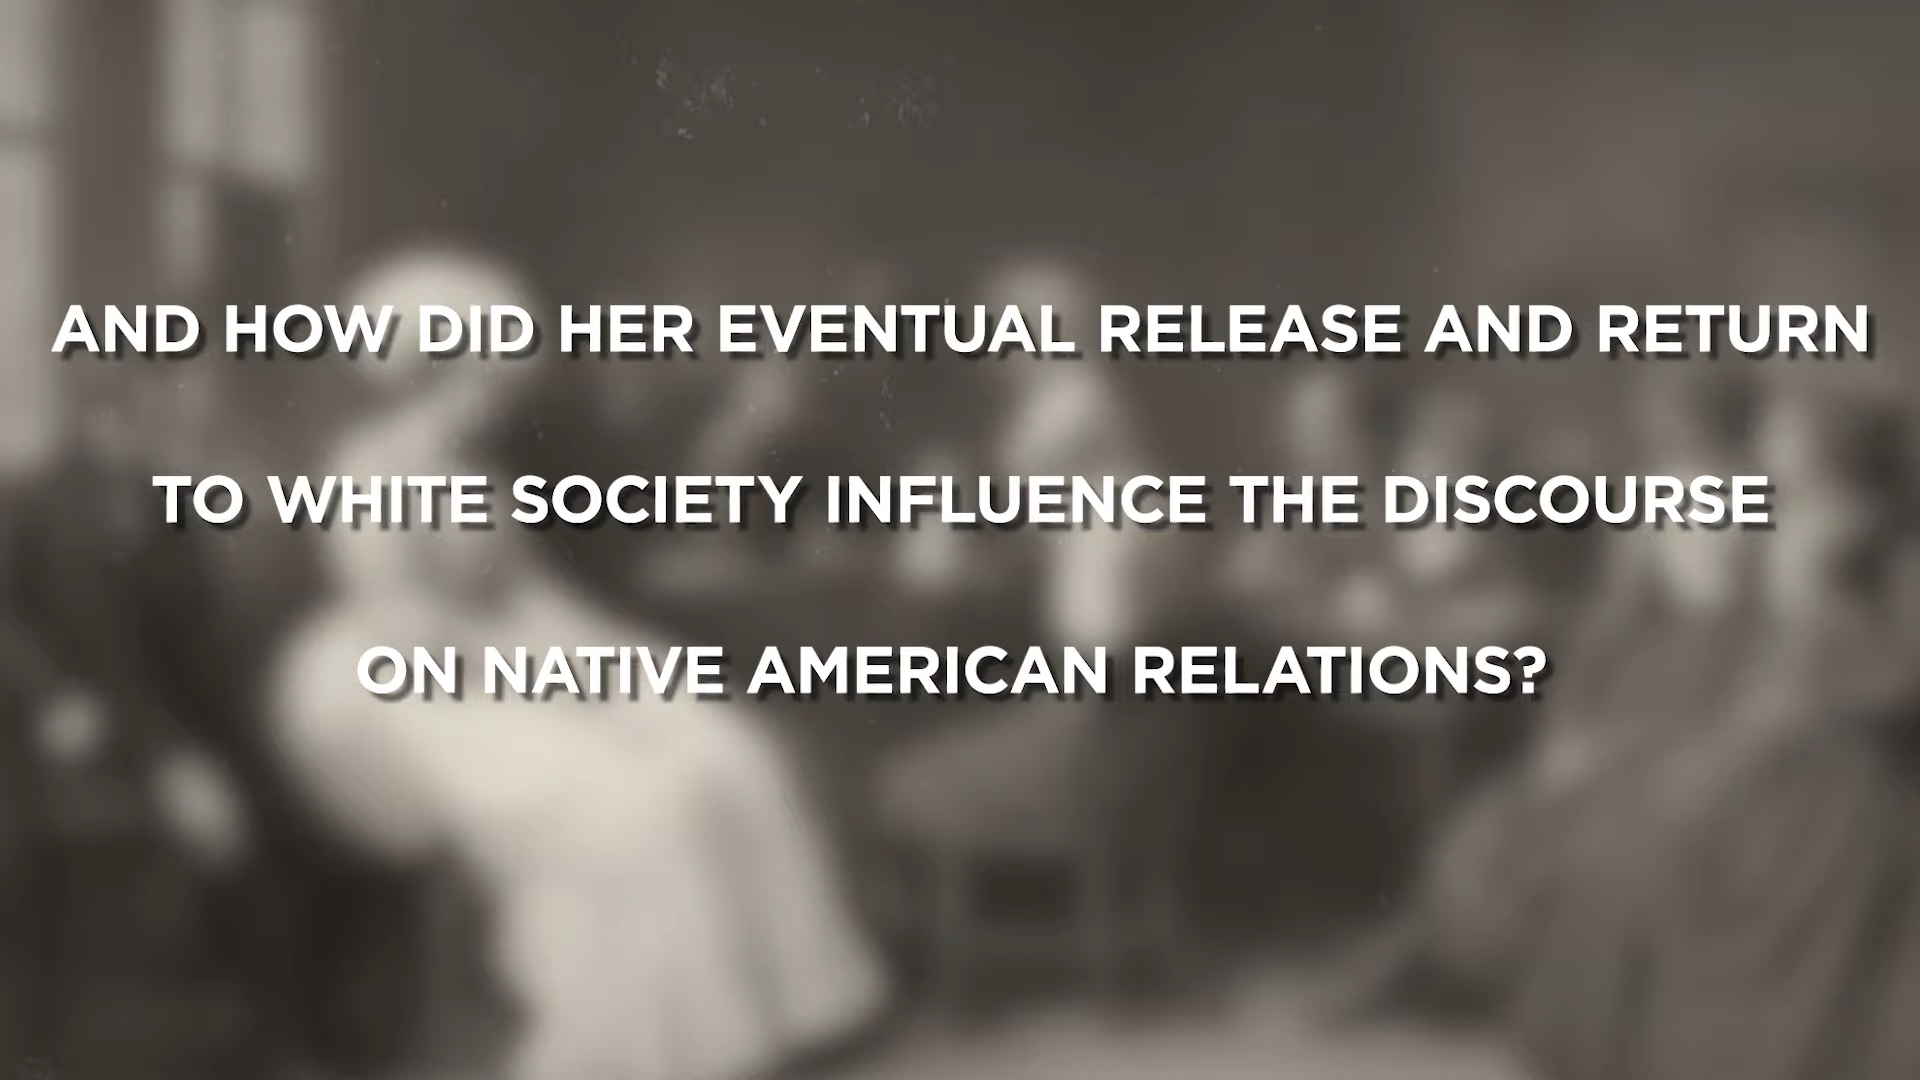 AND HOW DID HER EVENTUAL RELEASE AND RETURN
TO WHITE SOCIETY INFLUENCE THE DISCOURSE
ON NATIVE AMERICAN RELATIONS?